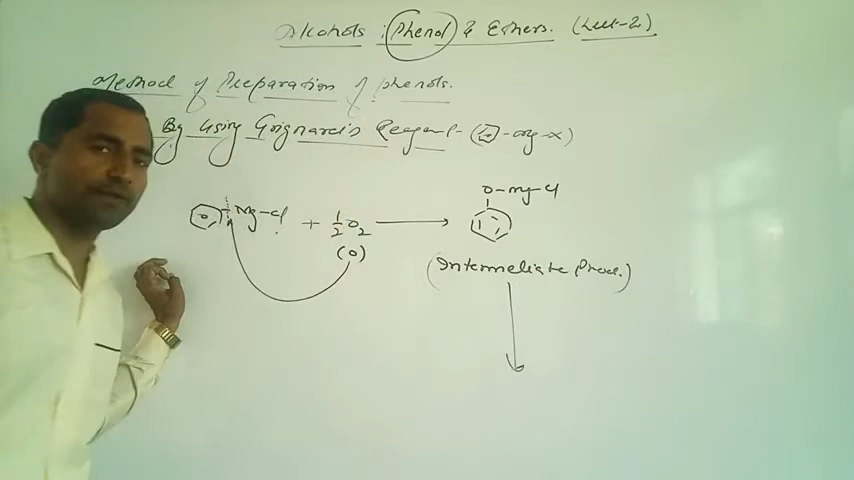 Alcohols : Phenol & Ethers. (Lect-2)
Method of Preparation of phenols.
By Using Grignard's Reagent- (-Mg-X)
-Mg-Cl + 1/2 O2 → O-Mg-Cl
(O)
(Intermediate Prod.)